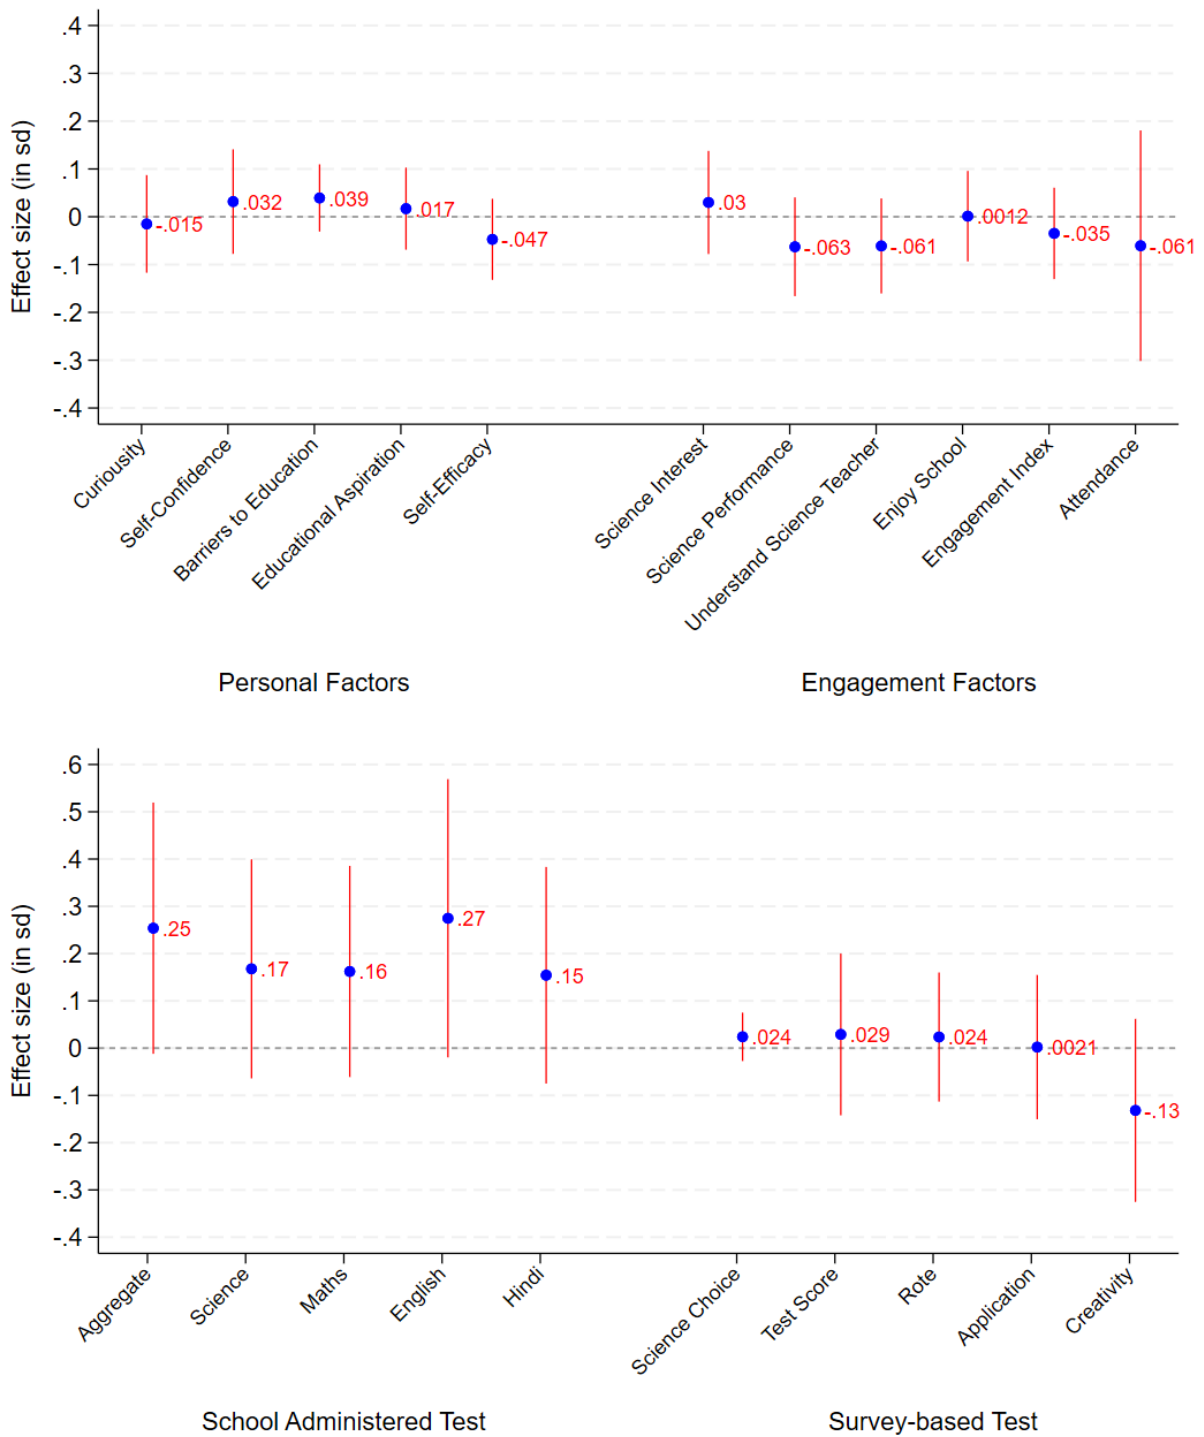 Effect size (in sd)
.4
.3
.2
.1
0
-.1
-.2
-.3
-.4
-.015
.032
.039
.017
-.047
.03
-.063
-.061
.0012
-.035
-.061
Curiousity
Self-Confidence
Barriers to Education
Educational Aspiration
Self-Efficacy
Science Interest
Science Performance
Understand Science Teacher
Enjoy School
Engagement Index
Attendance
Personal Factors
Engagement Factors
Effect size (in sd)
.6
.5
.4
.3
.2
.1
0
-.1
-.2
-.3
-.4
.25
.17
.16
.27
.15
.024
.029
.024
.0021
-.13
Aggregate
Science
Maths
English
Hindi
Science Choice
Test Score
Rote
Application
Creativity
School Administered Test
Survey-based Test